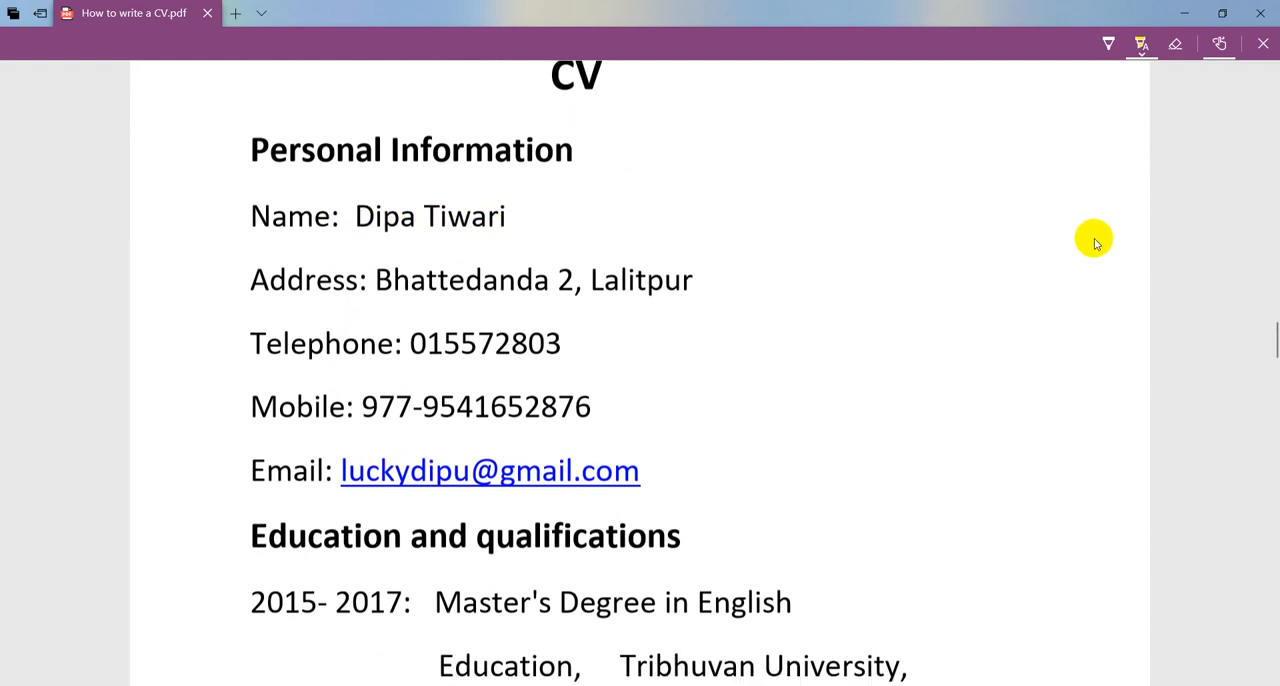 How to write a CV.pdf
CV
Personal Information
Name: Dipa Tiwari
Address: Bhattedanda 2, Lalitpur
Telephone: 015572803
Mobile: 977-9541652876
Email: luckydipu@gmail.com
Education and qualifications
2015- 2017: Master's Degree in English
Education, Tribhuvan University,